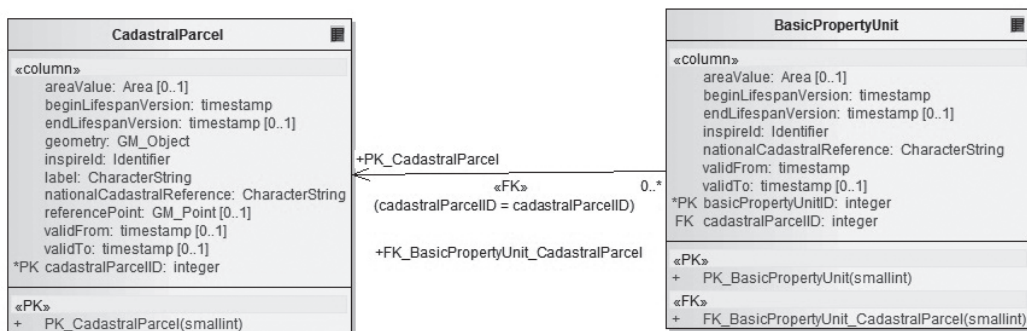 CadastralParcel
«column»
areaValue: Area [0..1]
beginLifespanVersion: timestamp
endLifespanVersion: timestamp [0..1]
geometry: GM_Object
inspireId: Identifier
label: CharacterString
nationalCadastralReference: CharacterString
referencePoint: GM_Point [0..1]
validFrom: timestamp [0..1]
validTo: timestamp [0..1]
*PK cadastralParcelID: integer
«PK»
+ PK_CadastralParcel(smallint)
+PK_CadastralParcel
«FK»
0..*
(cadastralParcelID = cadastralParcelID)
+FK_BasicPropertyUnit_CadastralParcel
BasicPropertyUnit
«column»
areaValue: Area [0..1]
beginLifespanVersion: timestamp
endLifespanVersion: timestamp [0..1]
inspireId: Identifier
nationalCadastralReference: CharacterString
validFrom: timestamp
validTo: timestamp [0..1]
*PK basicPropertyUnitID: integer
FK cadastralParcelID: integer
«PK»
+ PK_BasicPropertyUnit(smallint)
«FK»
+ FK_BasicPropertyUnit_CadastralParcel(smallint)